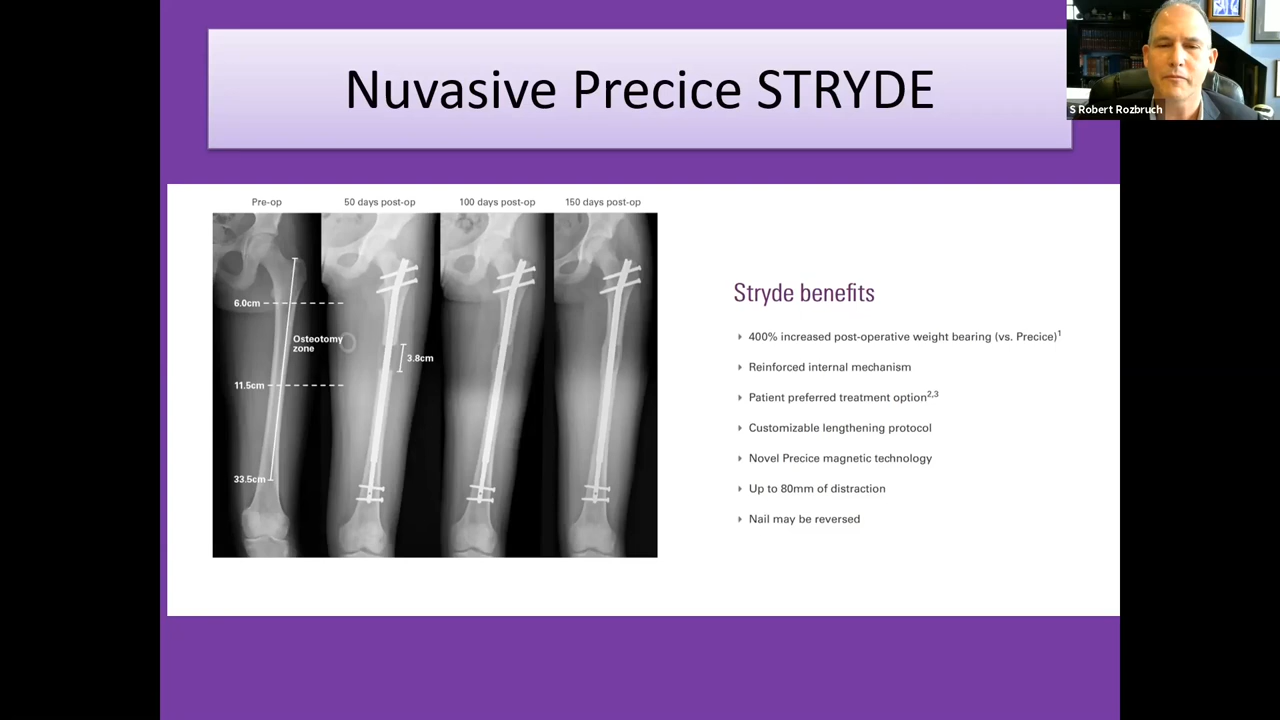 Nuvasive Precice STRYDE
S Robert Rozbruch
Pre-op
50 days post-op
100 days post-op
150 days post-op
6.0cm
Osteotomy
zone
3.8cm
11.5cm
33.5cm
Stryde benefits
400% increased post-operative weight bearing (vs. Precice)1
Reinforced internal mechanism
Patient preferred treatment option2,3
Customizable lengthening protocol
Novel Precice magnetic technology
Up to 80mm of distraction
Nail may be reversed